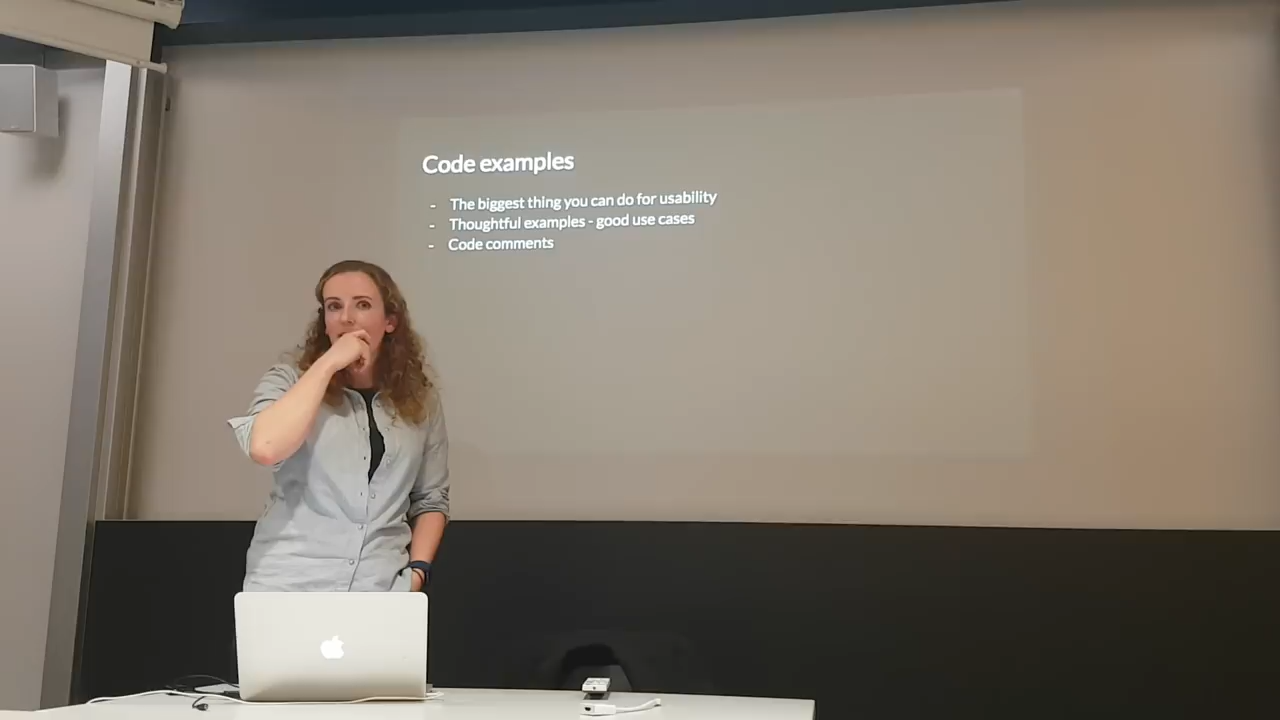 Code examples
- The biggest thing you can do for usability
- Thoughtful examples - good use cases
- Code comments